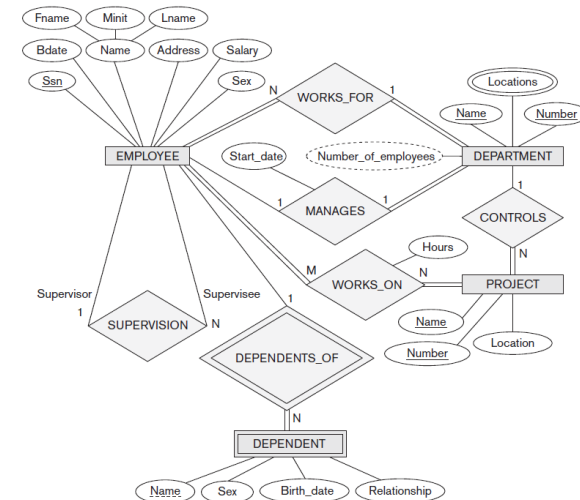 Fname Minit Lname
Bdate Name Address Salary
Ssn Sex
Locations
N WORKS_FOR 1
Name Number
EMPLOYEE Start_date Number_of_employees DEPARTMENT
1 MANAGES 1
1
CONTROLS
Hours
N
M WORKS_ON N PROJECT
Supervisor Supervisee
1 SUPERVISION N
1
Name
Number Location
DEPENDENTS_OF
N
DEPENDENT
Name Sex Birth_date Relationship